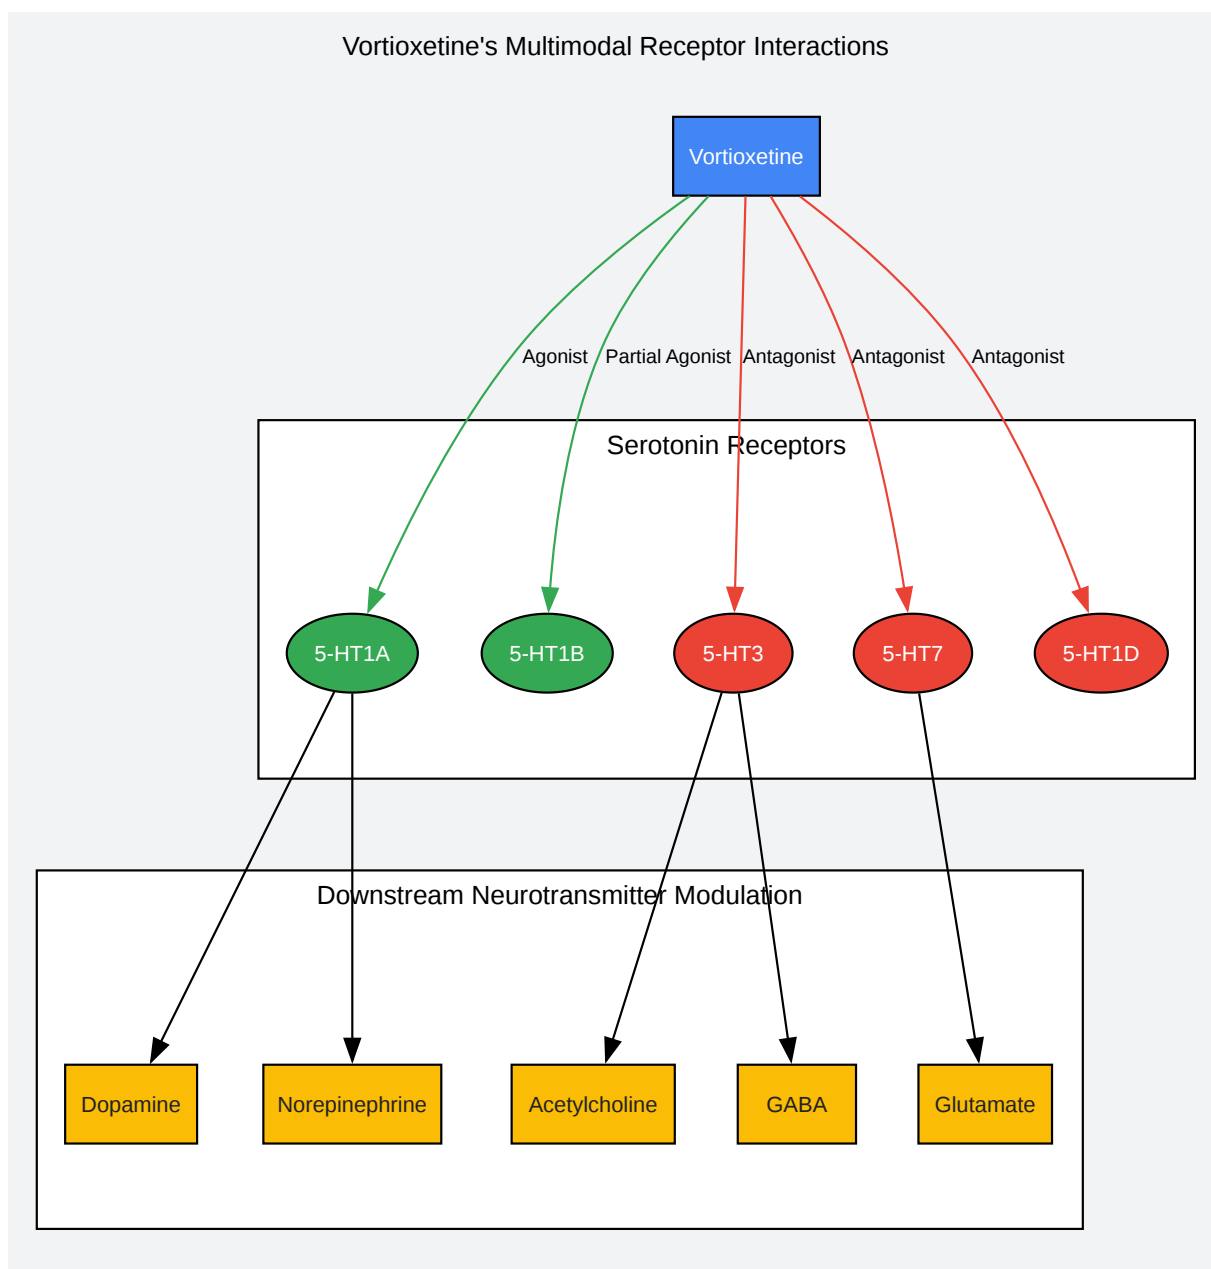 Vortioxetine's Multimodal Receptor Interactions
Vortioxetine
Agonist
Partial Agonist
Antagonist
Antagonist
Antagonist
Serotonin Receptors
5-HT1A
5-HT1B
5-HT3
5-HT7
5-HT1D
Downstream Neurotransmitter Modulation
Dopamine
Norepinephrine
Acetylcholine
GABA
Glutamate